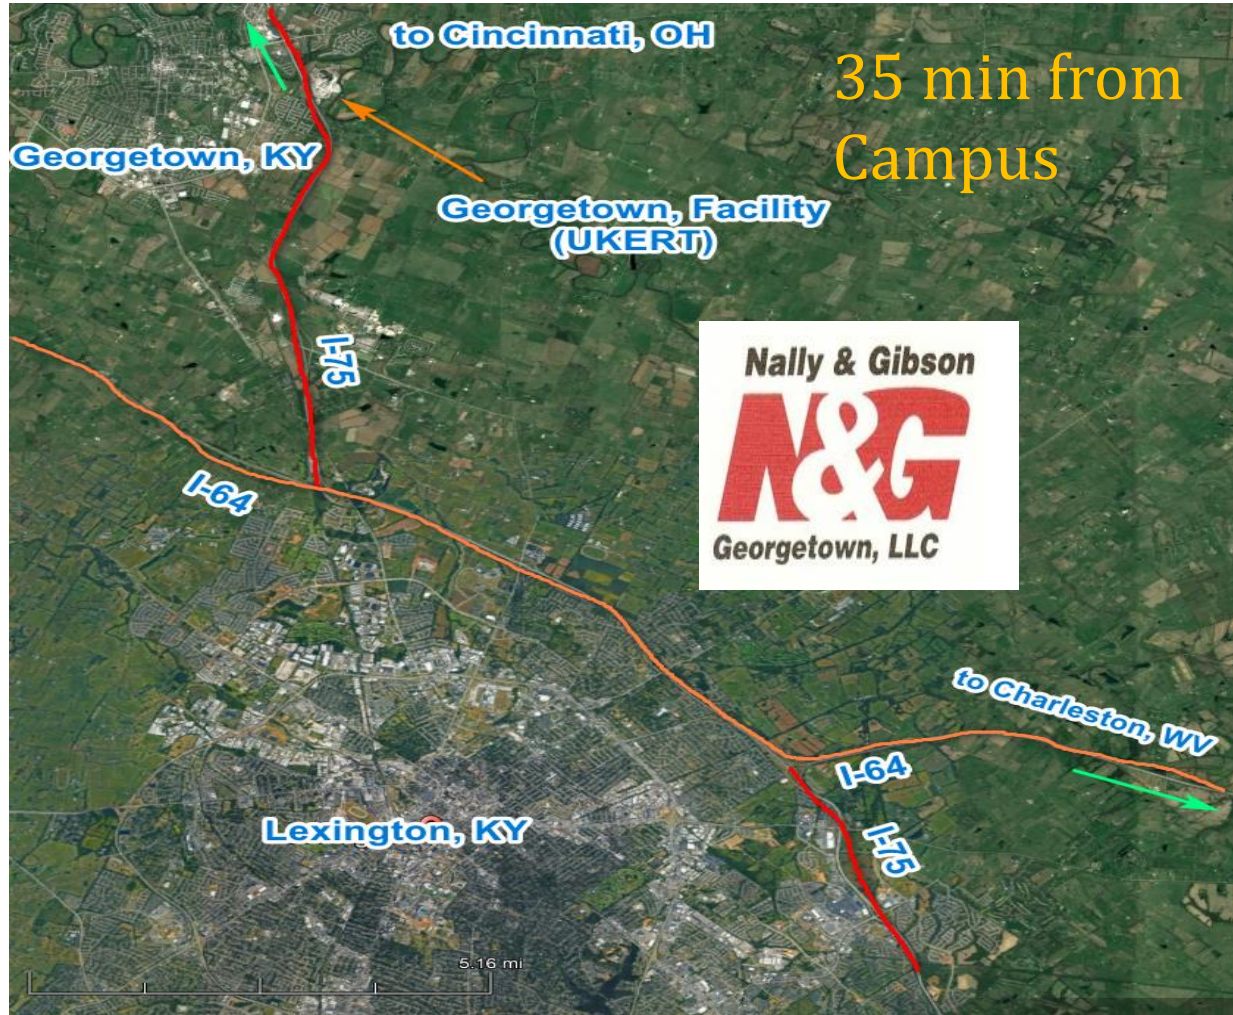 to Cincinnati, OH
35 min from
Campus
Georgetown, KY
Georgetown, Facility
(UKERT)
I-75
Nally & Gibson
N&G
Georgetown, LLC
I-64
to Charleston, WV
I-64
Lexington, KY
I-75
5.16 mi